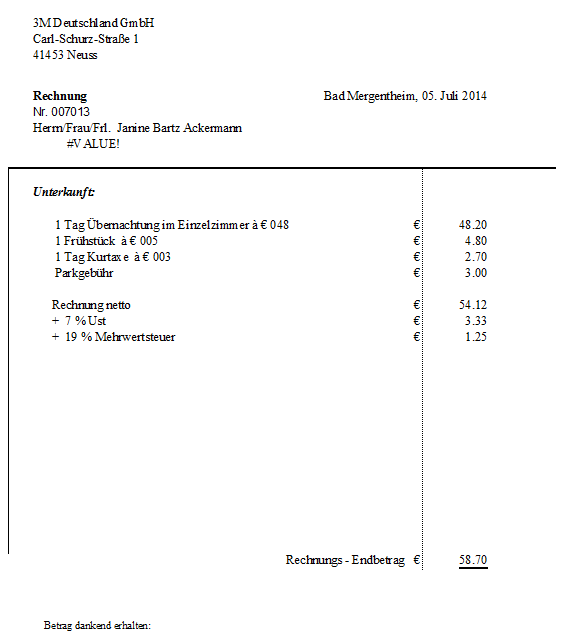 3M Deutschland GmbH
Carl-Schurz-Straße 1
41453 Neuss
Rechnung Bad Mergentheim, 05. Juli 2014
Nr. 007013
Herrn/Frau/Frl. Janine Bartz Ackermann
#VALUE!
Unterkunft:
1 Tag Übernachtung im Einzelzimmer à € 048 € 48.20
1 Frühstück à € 005 € 4.80
1 Tag Kurtaxe à € 003 € 2.70
Parkgebühr € 3.00
Rechnung netto € 54.12
+ 7 % Ust € 3.33
+ 19 % Mehrwertsteuer € 1.25
Rechnungs - Endbetrag € 58.70
Betrag dankend erhalten: